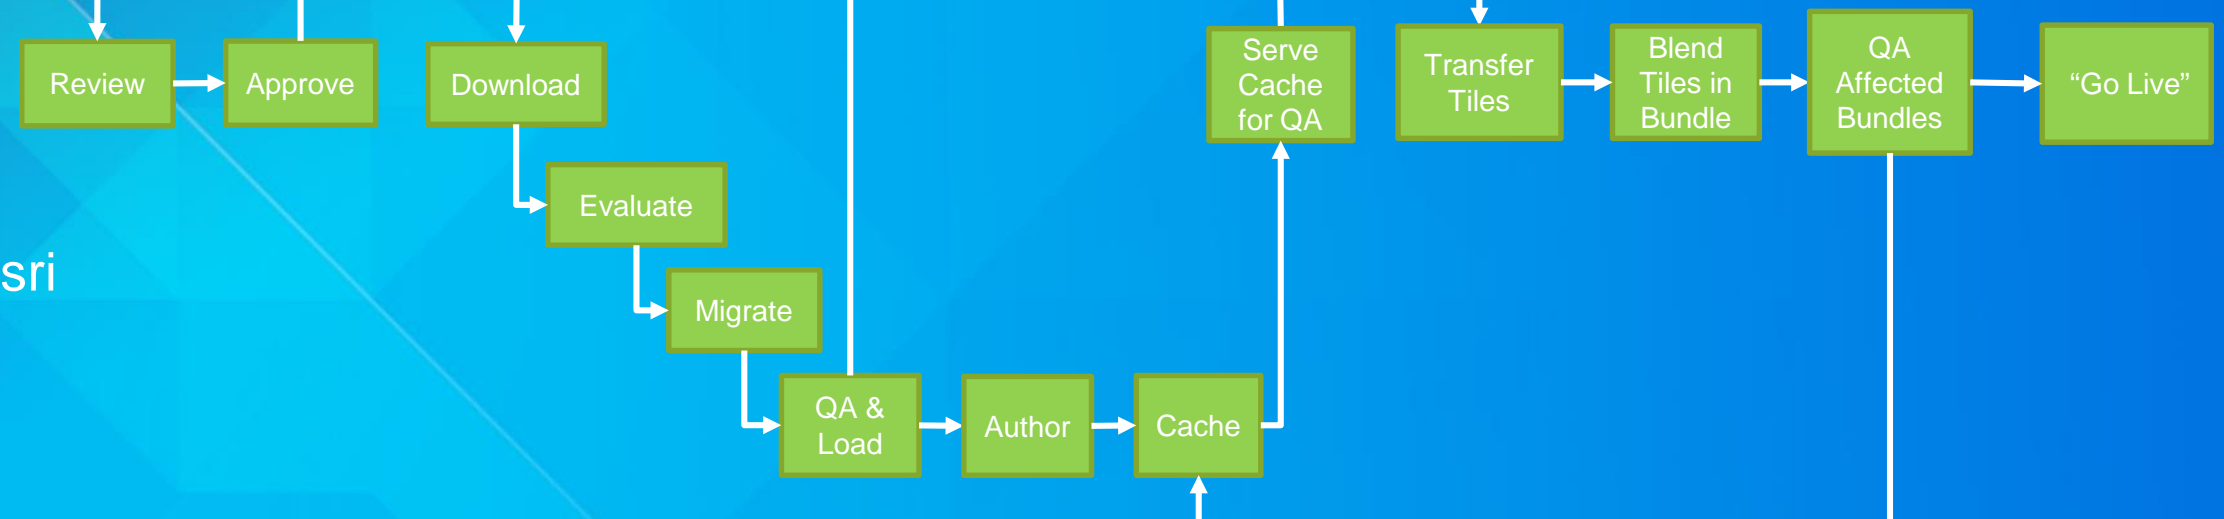 Review
Approve
Download
Serve
Cache
for QA
Transfer
Tiles
Blend
Tiles in
Bundle
QA
Affected
Bundles
“Go Live”
Evaluate
sri
Migrate
QA &
Load
Author
Cache